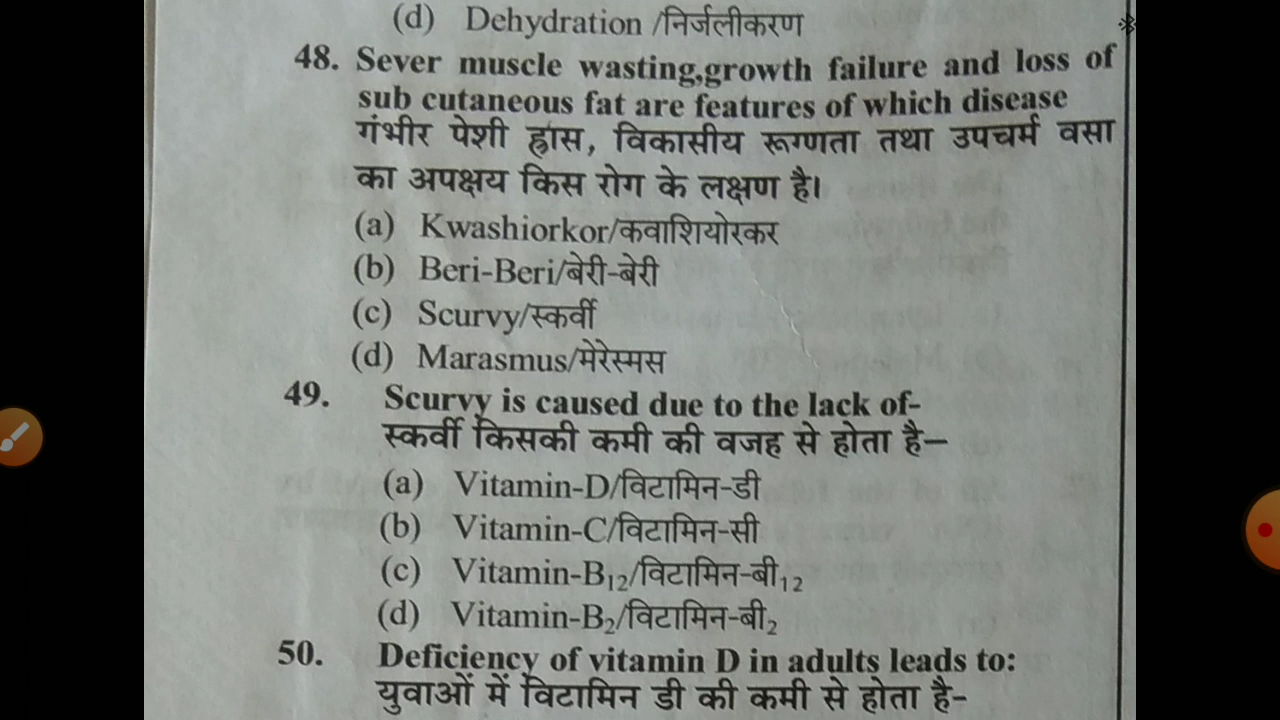 (d) Dehydration /निर्जलीकरण
48. Sever muscle wasting,growth failure and loss of
sub cutaneous fat are features of which disease
गंभीर पेशी ह्रास, विकासीय रूग्णता तथा उपचर्म वसा
का अपक्षय किस रोग के लक्षण है।
(a) Kwashiorkor/कवाशियोरकर
(b) Beri-Beri/बेरी-बेरी
(c) Scurvy/स्कर्वी
(d) Marasmus/मेरेस्मस
49. Scurvy is caused due to the lack of-
स्कर्वी किसकी कमी की वजह से होता है–
(a) Vitamin-D/विटामिन-डी
(b) Vitamin-C/विटामिन-सी
(c) Vitamin-B₁₂/विटामिन-बी₁₂
(d) Vitamin-B₂/विटामिन-बी₂
50. Deficiency of vitamin D in adults leads to:
युवाओं में विटामिन डी की कमी से होता है-